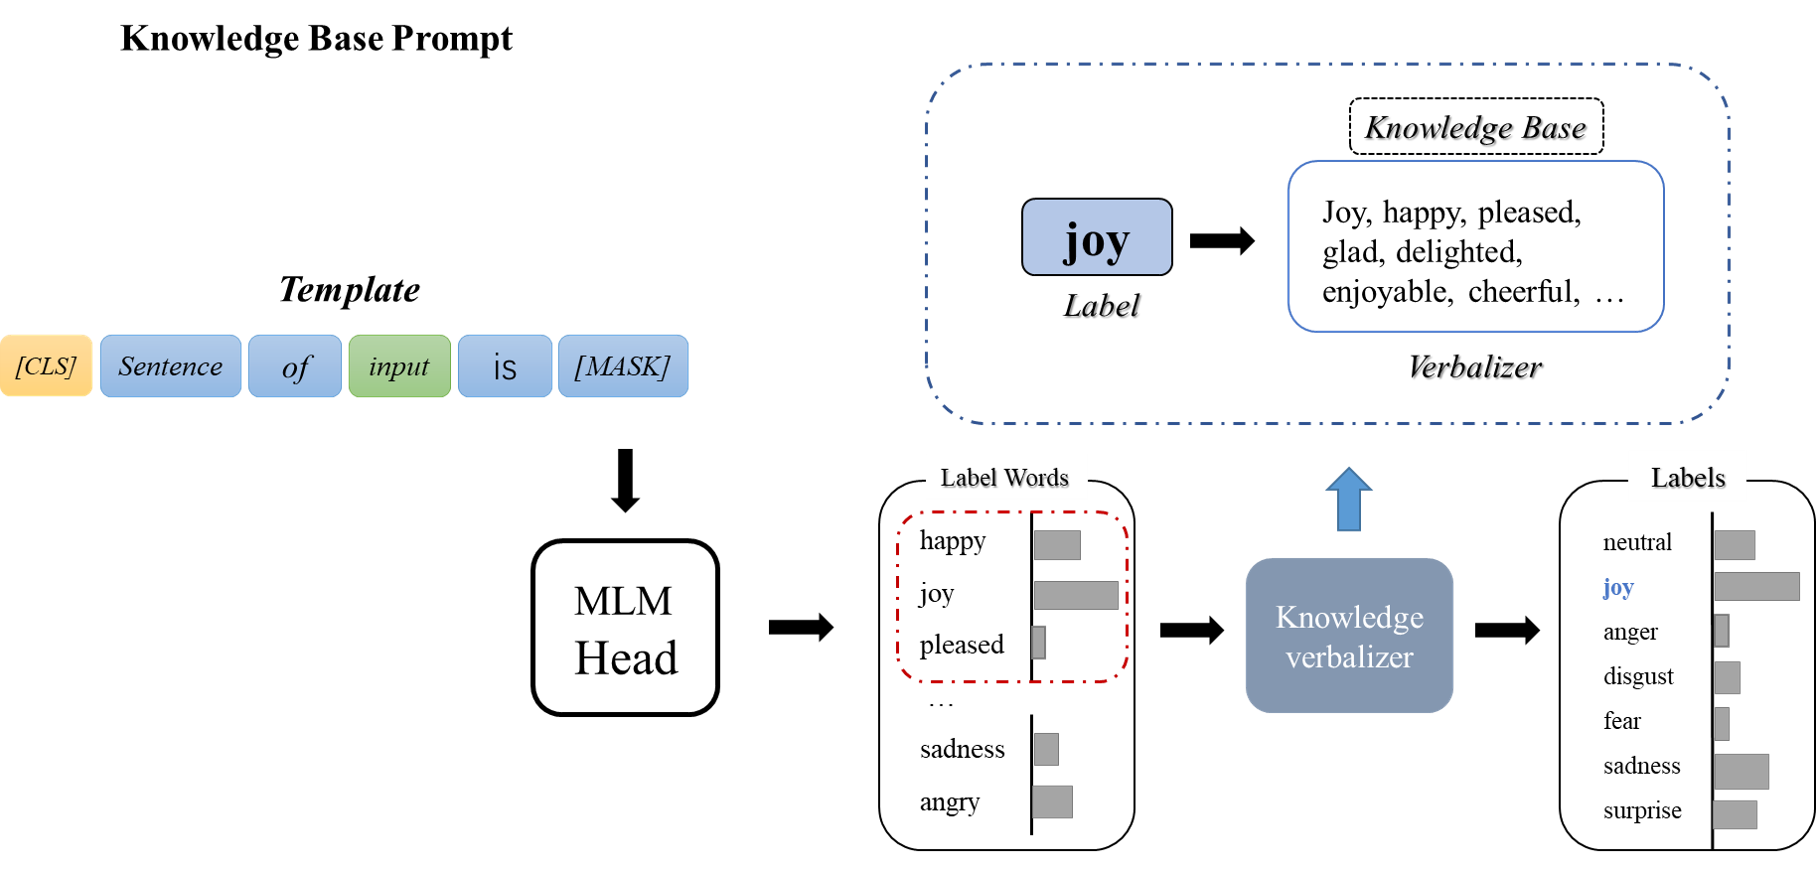 Knowledge Base Prompt
Knowledge Base
joy
Label
Joy, happy, pleased,
glad, delighted,
enjoyable, cheerful, …
Verbalizer
Template
[CLS] Sentence of input is [MASK]
MLM
Head
Label Words
happy
joy
pleased
…
sadness
angry
Knowledge
verbalizer
Labels
neutral
joy
anger
disgust
fear
sadness
surprise